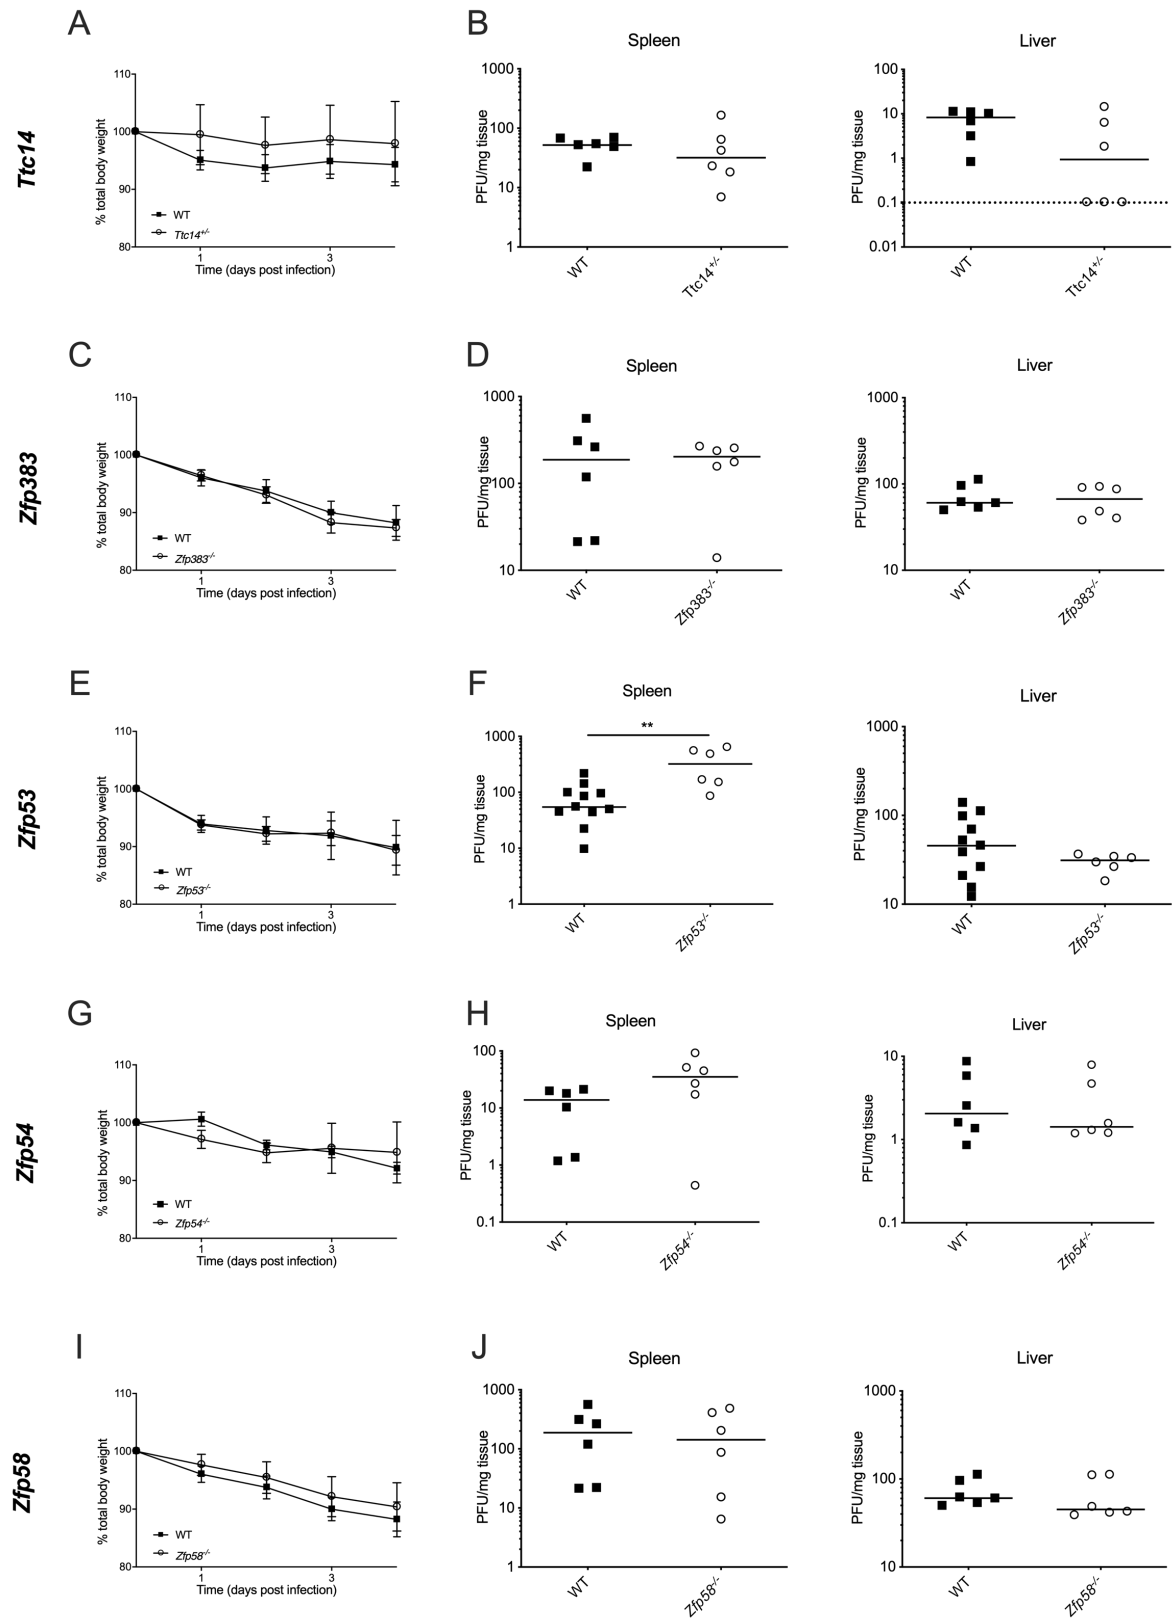 A
B
Ttc14
110
100
90
80
% total body weight
WT
Ttc14+/-
1
3
Time (days post infection)
Spleen
1000
100
10
1
PFU/mg tissue
WT
Ttc14+/-
Liver
100
10
1
0.1
0.01
PFU/mg tissue
WT
Ttc14+/-
C
D
Zfp383
110
100
90
80
% total body weight
WT
Zfp383-/-
1
3
Time (days post infection)
Spleen
1000
100
10
PFU/mg tissue
WT
Zfp383-/-
Liver
1000
100
10
PFU/mg tissue
WT
Zfp383-/-
E
F
Zfp53
110
100
90
80
% total body weight
WT
Zfp53-/-
1
3
Time (days post infection)
Spleen
**
1000
100
10
1
PFU/mg tissue
WT
Zfp53-/-
Liver
1000
100
10
PFU/mg tissue
WT
Zfp53-/-
G
H
Zfp54
110
100
90
80
% total body weight
WT
Zfp54-/-
1
3
Time (days post infection)
Spleen
100
10
1
0.1
PFU/mg tissue
WT
Zfp54-/-
Liver
10
1
0.1
PFU/mg tissue
WT
Zfp54-/-
I
J
Zfp58
110
100
90
80
% total body weight
WT
Zfp58-/-
1
3
Time (days post infection)
Spleen
1000
100
10
1
PFU/mg tissue
WT
Zfp58-/-
Liver
1000
100
10
PFU/mg tissue
WT
Zfp58-/-